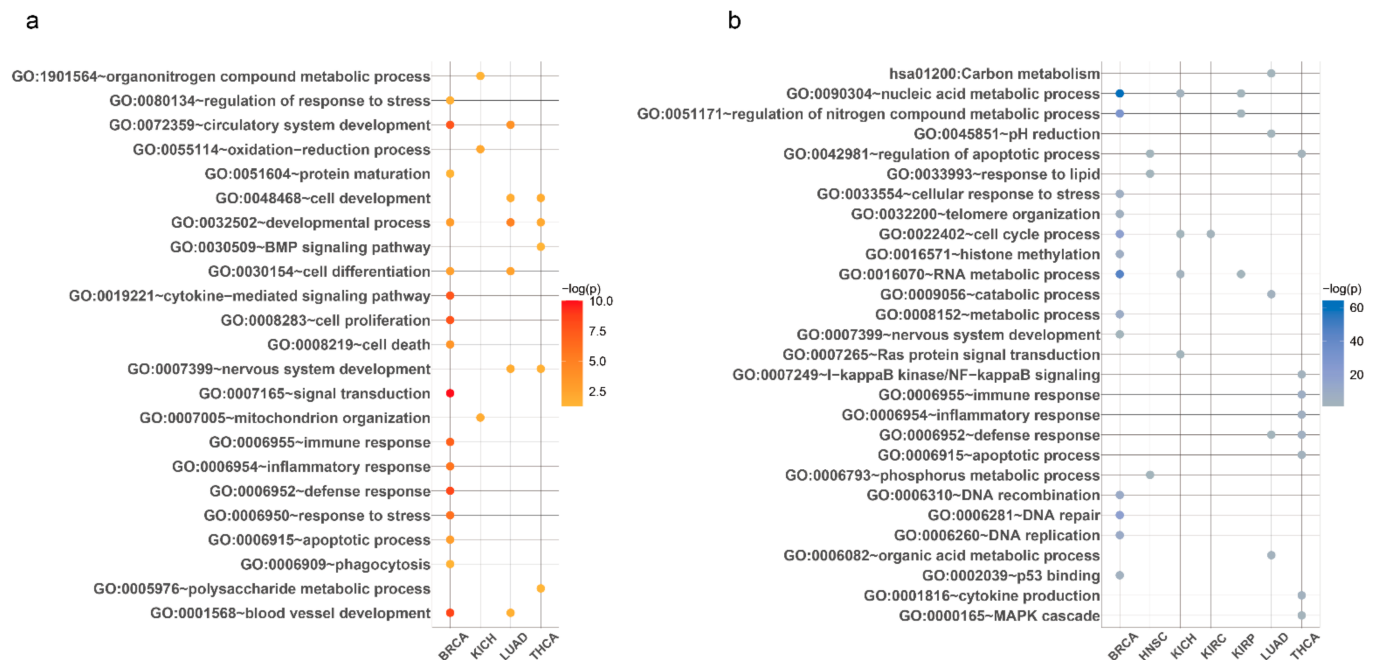 a
GO:1901564~organonitrogen compound metabolic process
GO:0080134~regulation of response to stress
GO:0072359~circulatory system development
GO:0055114~oxidation-reduction process
GO:0051604~protein maturation
GO:0048468~cell development
GO:0032502~developmental process
GO:0030509~BMP signaling pathway
GO:0030154~cell differentiation
GO:0019221~cytokine-mediated signaling pathway
GO:0008283~cell proliferation
GO:0008219~cell death
GO:0007399~nervous system development
GO:0007165~signal transduction
GO:0007005~mitochondrion organization
GO:0006955~immune response
GO:0006954~inflammatory response
GO:0006952~defense response
GO:0006950~response to stress
GO:0006915~apoptotic process
GO:0006909~phagocytosis
GO:0005976~polysaccharide metabolic process
GO:0001568~blood vessel development
BRCA KICH LUAD THCA
−log(p)
10.0
7.5
5.0
2.5
b
hsa01200:Carbon metabolism
GO:0090304~nucleic acid metabolic process
GO:0051171~regulation of nitrogen compound metabolic process
GO:0045851~pH reduction
GO:0042981~regulation of apoptotic process
GO:0033993~response to lipid
GO:0033554~cellular response to stress
GO:0032200~telomere organization
GO:0022402~cell cycle process
GO:0016571~histone methylation
GO:0016070~RNA metabolic process
GO:0009056~catabolic process
GO:0008152~metabolic process
GO:0007399~nervous system development
GO:0007265~Ras protein signal transduction
GO:0007249~I-kappaB kinase/NF-kappaB signaling
GO:0006955~immune response
GO:0006954~inflammatory response
GO:0006952~defense response
GO:0006915~apoptotic process
GO:0006793~phosphorus metabolic process
GO:0006310~DNA recombination
GO:0006281~DNA repair
GO:0006260~DNA replication
GO:0006082~organic acid metabolic process
GO:0002039~p53 binding
GO:0001816~cytokine production
GO:0000165~MAPK cascade
BRCA HNSC KICH KIRC KIRP LUAD THCA
−log(p)
60
40
20